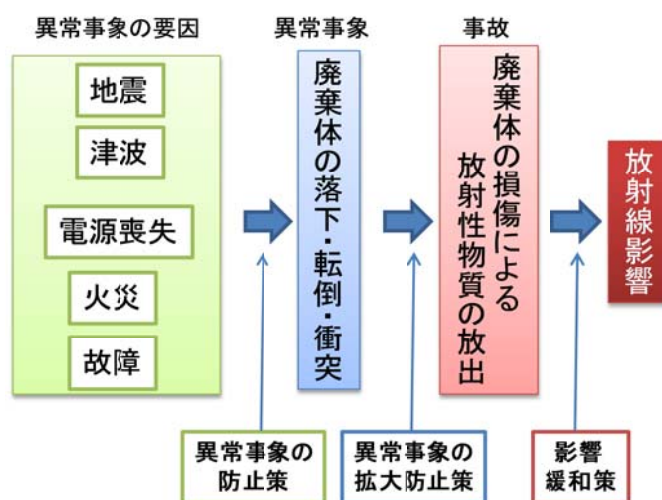 異常事象の要因
異常事象
事故
地震
津波
電源喪失
火災
故障
廃棄体の落下・転倒・衝突
廃棄体の損傷による
放射性物質の放出
放射線影響
異常事象の
防止策
異常事象の
拡大防止策
影響
緩和策